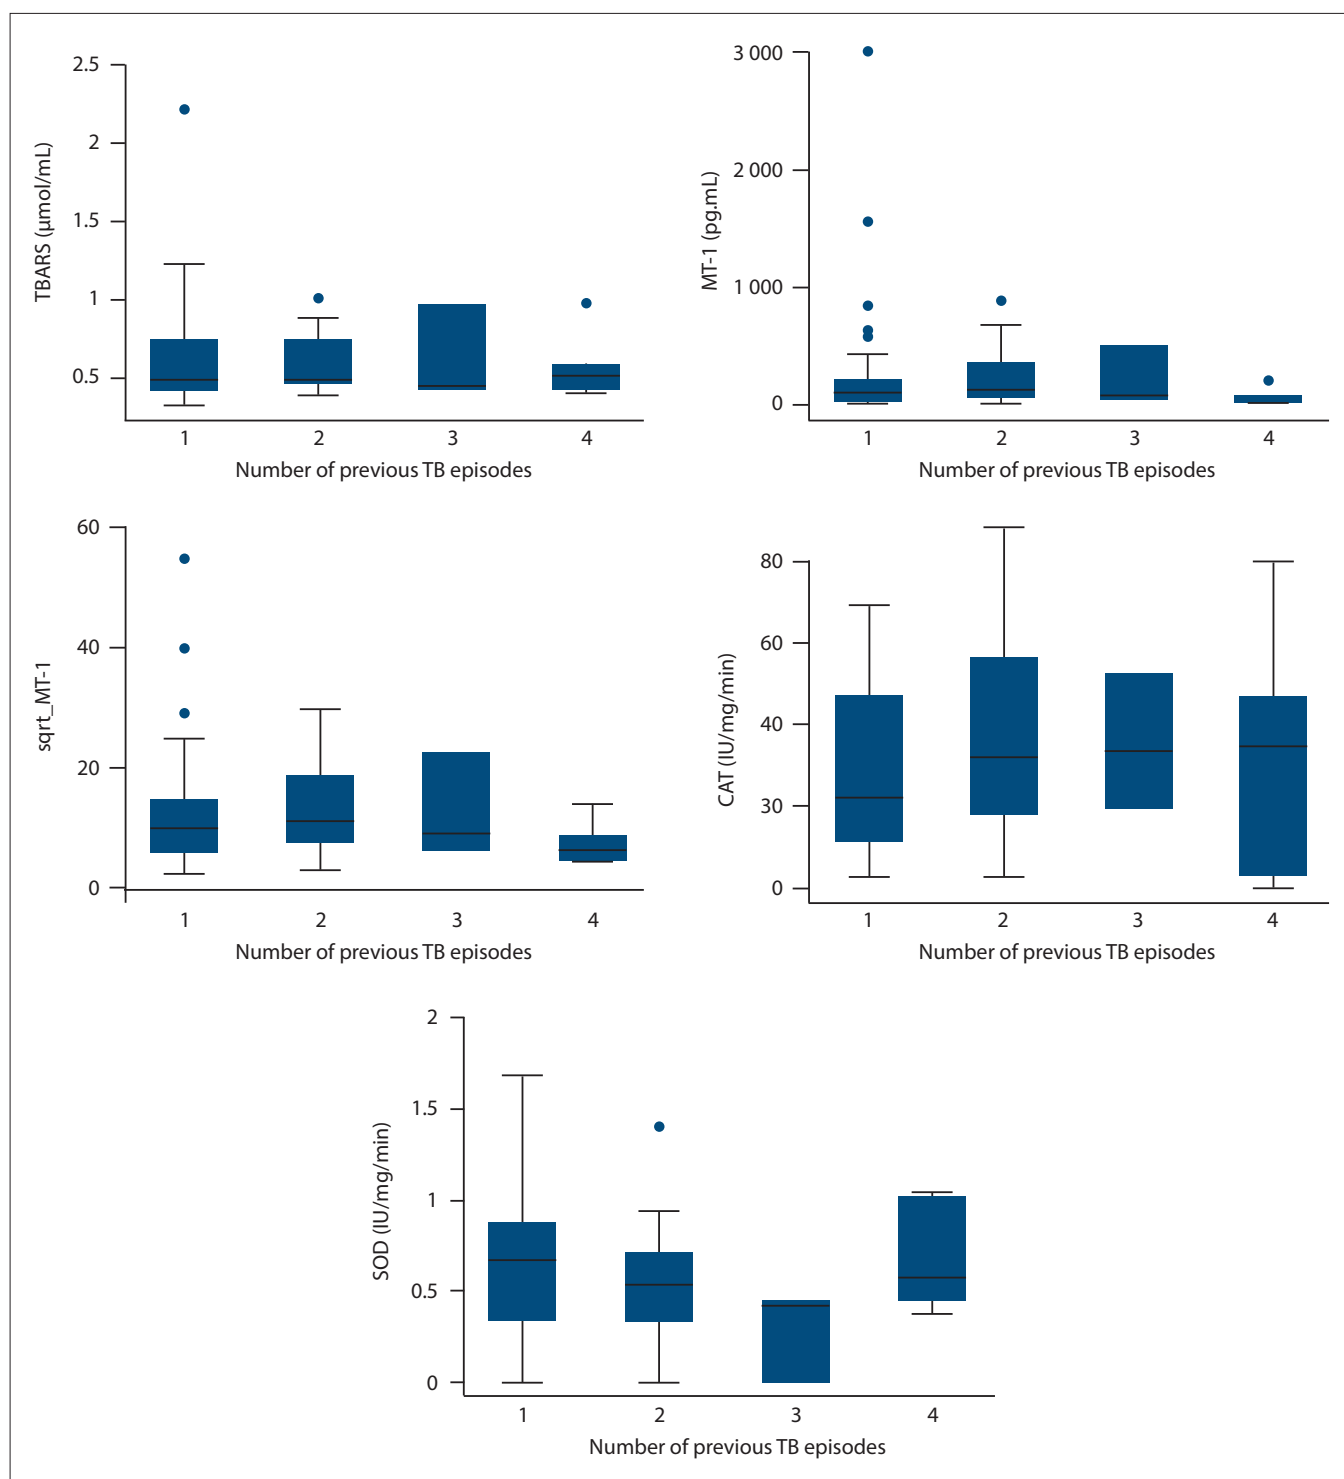 2.5
2
1.5
1
0.5
TBARS (µmol/mL)
1 2 3 4
Number of previous TB episodes
3 000
2 000
1 000
0
MT-1 (pg.mL)
1 2 3 4
Number of previous TB episodes
60
40
20
0
sqrt_MT-1
1 2 3 4
Number of previous TB episodes
80
60
40
30
0
CAT (IU/mg/min)
1 2 3 4
Number of previous TB episodes
2
1.5
1
0.5
0
SOD (IU/mg/min)
1 2 3 4
Number of previous TB episodes